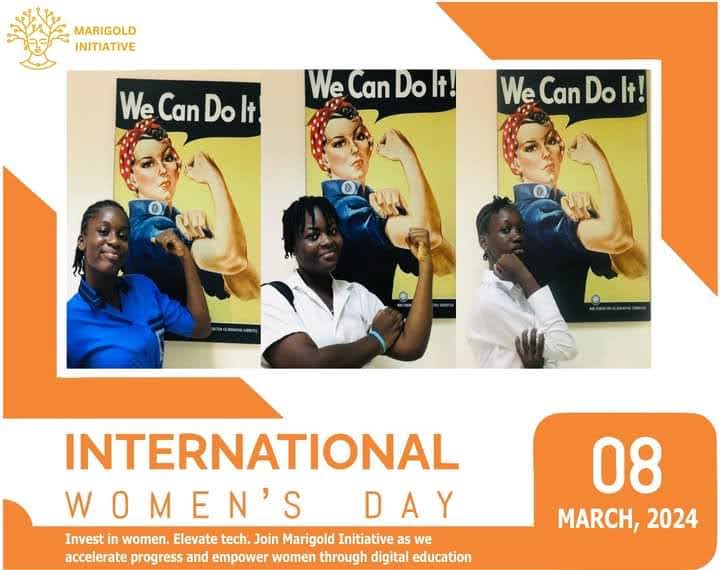 MARIGOLD
INITIATIVE
We Can Do It!
We Can Do It!
We Can Do It!
INTERNATIONAL
WOMEN'S DAY
08
MARCH, 2024
Invest in women. Elevate tech. Join Marigold Initiative as we
accelerate progress and empower women through digital education